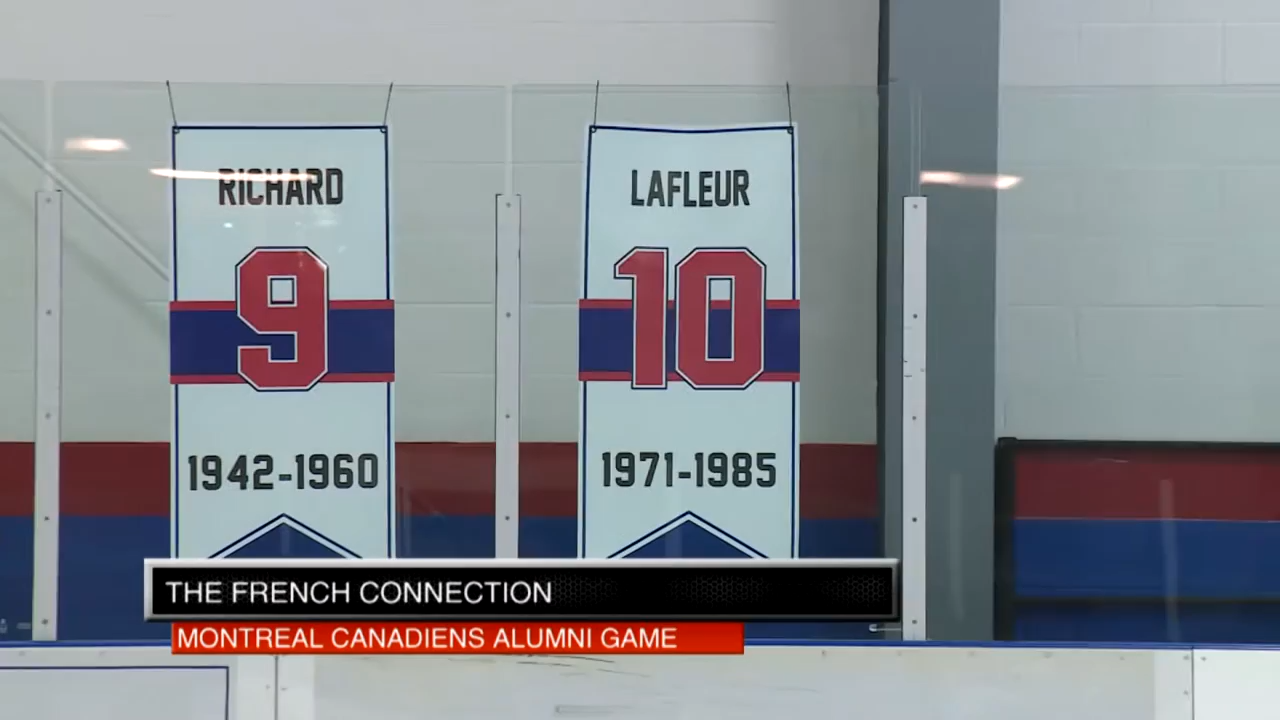 RICHARD
9
1942-1960
LAFLEUR
10
1971-1985
THE FRENCH CONNECTION
MONTREAL CANADIENS ALUMNI GAME